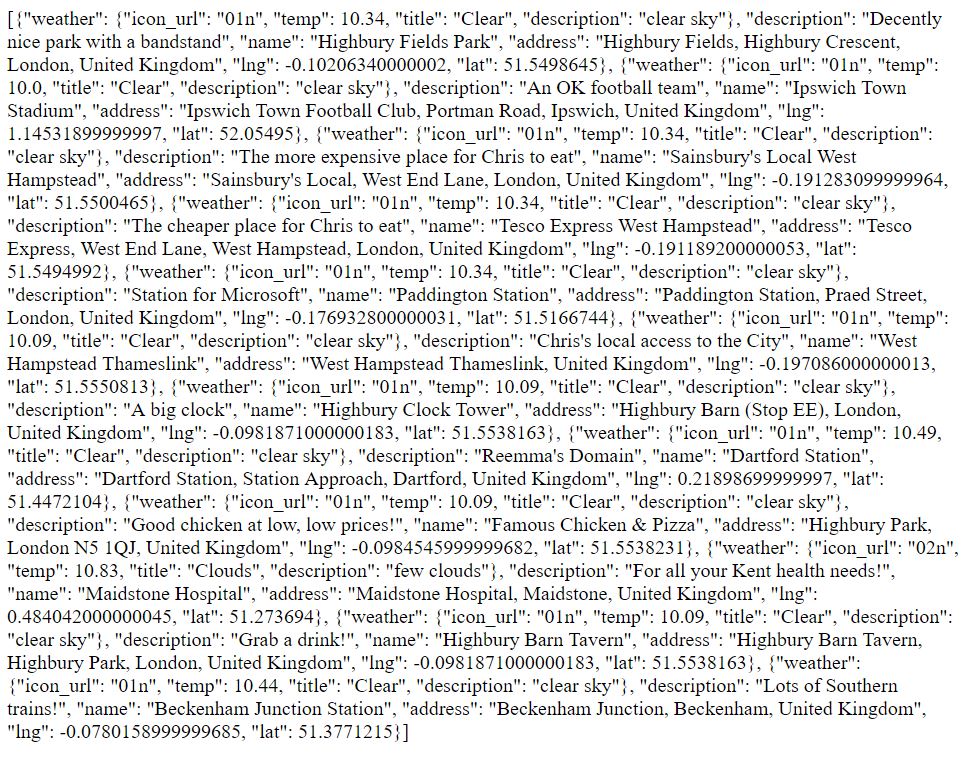 [{"weather": {"icon_url": "01n", "temp": 10.34, "title": "Clear", "description": "clear sky"}, "description": "Decently
nice park with a bandstand", "name": "Highbury Fields Park", "address": "Highbury Fields, Highbury Crescent,
London, United Kingdom", "lng": -0.10206340000002, "lat": 51.5498645}, {"weather": {"icon_url": "01n", "temp":
10.0, "title": "Clear", "description": "clear sky"}, "description": "An OK football team", "name": "Ipswich Town
Stadium", "address": "Ipswich Town Football Club, Portman Road, Ipswich, United Kingdom", "lng":
1.14531899999997, "lat": 52.05495}, {"weather": {"icon_url": "01n", "temp": 10.34, "title": "Clear", "description":
"clear sky"}, "description": "The more expensive place for Chris to eat", "name": "Sainsbury's Local West
Hampstead", "address": "Sainsbury's Local, West End Lane, London, United Kingdom", "lng": -0.191283099999964,
"lat": 51.5500465}, {"weather": {"icon_url": "01n", "temp": 10.34, "title": "Clear", "description": "clear sky"},
"description": "The cheaper place for Chris to eat", "name": "Tesco Express West Hampstead", "address": "Tesco
Express, West End Lane, West Hampstead, London, United Kingdom", "lng": -0.191189200000053, "lat":
51.5494992}, {"weather": {"icon_url": "01n", "temp": 10.34, "title": "Clear", "description": "clear sky"},
"description": "Station for Microsoft", "name": "Paddington Station", "address": "Paddington Station, Praed Street,
London, United Kingdom", "lng": -0.176932800000031, "lat": 51.5166744}, {"weather": {"icon_url": "01n", "temp":
10.09, "title": "Clear", "description": "clear sky"}, "description": "Chris's local access to the City", "name": "West
Hampstead Thameslink", "address": "West Hampstead Thameslink, United Kingdom", "lng": -0.197086000000013,
"lat": 51.5550813}, {"weather": {"icon_url": "01n", "temp": 10.09, "title": "Clear", "description": "clear sky"},
"description": "A big clock", "name": "Highbury Clock Tower", "address": "Highbury Barn (Stop EE), London,
United Kingdom", "lng": -0.0981871000000183, "lat": 51.5538163}, {"weather": {"icon_url": "01n", "temp": 10.49,
"title": "Clear", "description": "clear sky"}, "description": "Reemma's Domain", "name": "Dartford Station",
"address": "Dartford Station, Station Approach, Dartford, United Kingdom", "lng": 0.21898699999997, "lat":
51.4472104}, {"weather": {"icon_url": "01n", "temp": 10.09, "title": "Clear", "description": "clear sky"},
"description": "Good chicken at low, low prices!", "name": "Famous Chicken & Pizza", "address": "Highbury Park,
London N5 1QJ, United Kingdom", "lng": -0.0984545999999682, "lat": 51.5538231}, {"weather": {"icon_url": "02n",
"temp": 10.83, "title": "Clouds", "description": "few clouds"}, "description": "For all your Kent health needs!",
"name": "Maidstone Hospital", "address": "Maidstone Hospital, Maidstone, United Kingdom", "lng":
0.484042000000045, "lat": 51.273694}, {"weather": {"icon_url": "01n", "temp": 10.09, "title": "Clear", "description":
"clear sky"}, "description": "Grab a drink!", "name": "Highbury Barn Tavern", "address": "Highbury Barn Tavern,
Highbury Park, London, United Kingdom", "lng": -0.0981871000000183, "lat": 51.5538163}, {"weather":
{"icon_url": "01n", "temp": 10.44, "title": "Clear", "description": "clear sky"}, "description": "Lots of Southern
trains!", "name": "Beckenham Junction Station", "address": "Beckenham Junction, Beckenham, United Kingdom",
"lng": -0.0780158999999685, "lat": 51.3771215}]